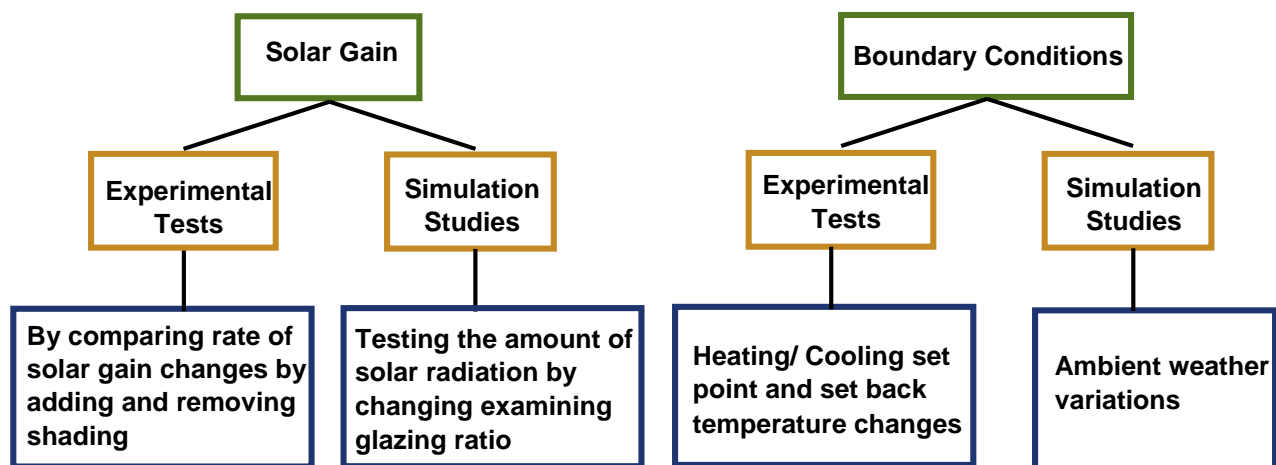 Solar Gain
Boundary Conditions
Experimental
Tests
Simulation
Studies
Experimental
Tests
Simulation
Studies
By comparing rate of
solar gain changes by
adding and removing
shading
Testing the amount of
solar radiation by
changing examining
glazing ratio
Heating/ Cooling set
point and set back
temperature changes
Ambient weather
variations